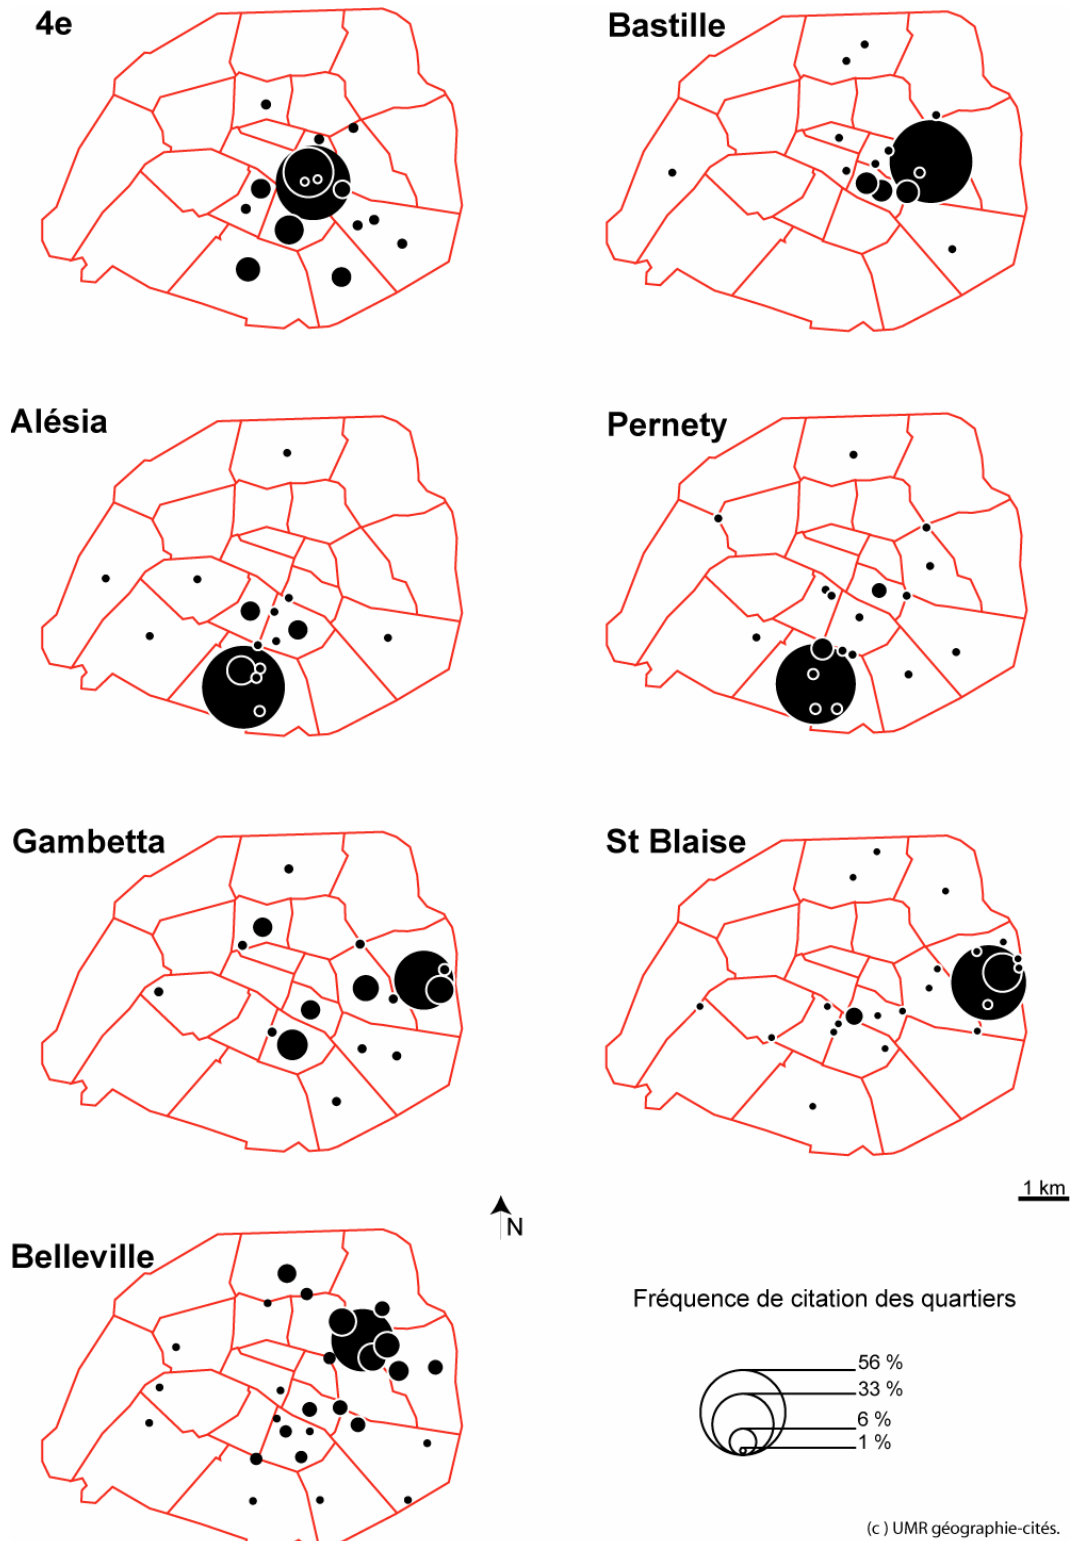 4e
Bastille
Alésia
Pernety
Gambetta
St Blaise
1 km
N
Belleville
Fréquence de citation des quartiers
56 %
33 %
6 %
1 %
(c ) UMR géographie-cités.